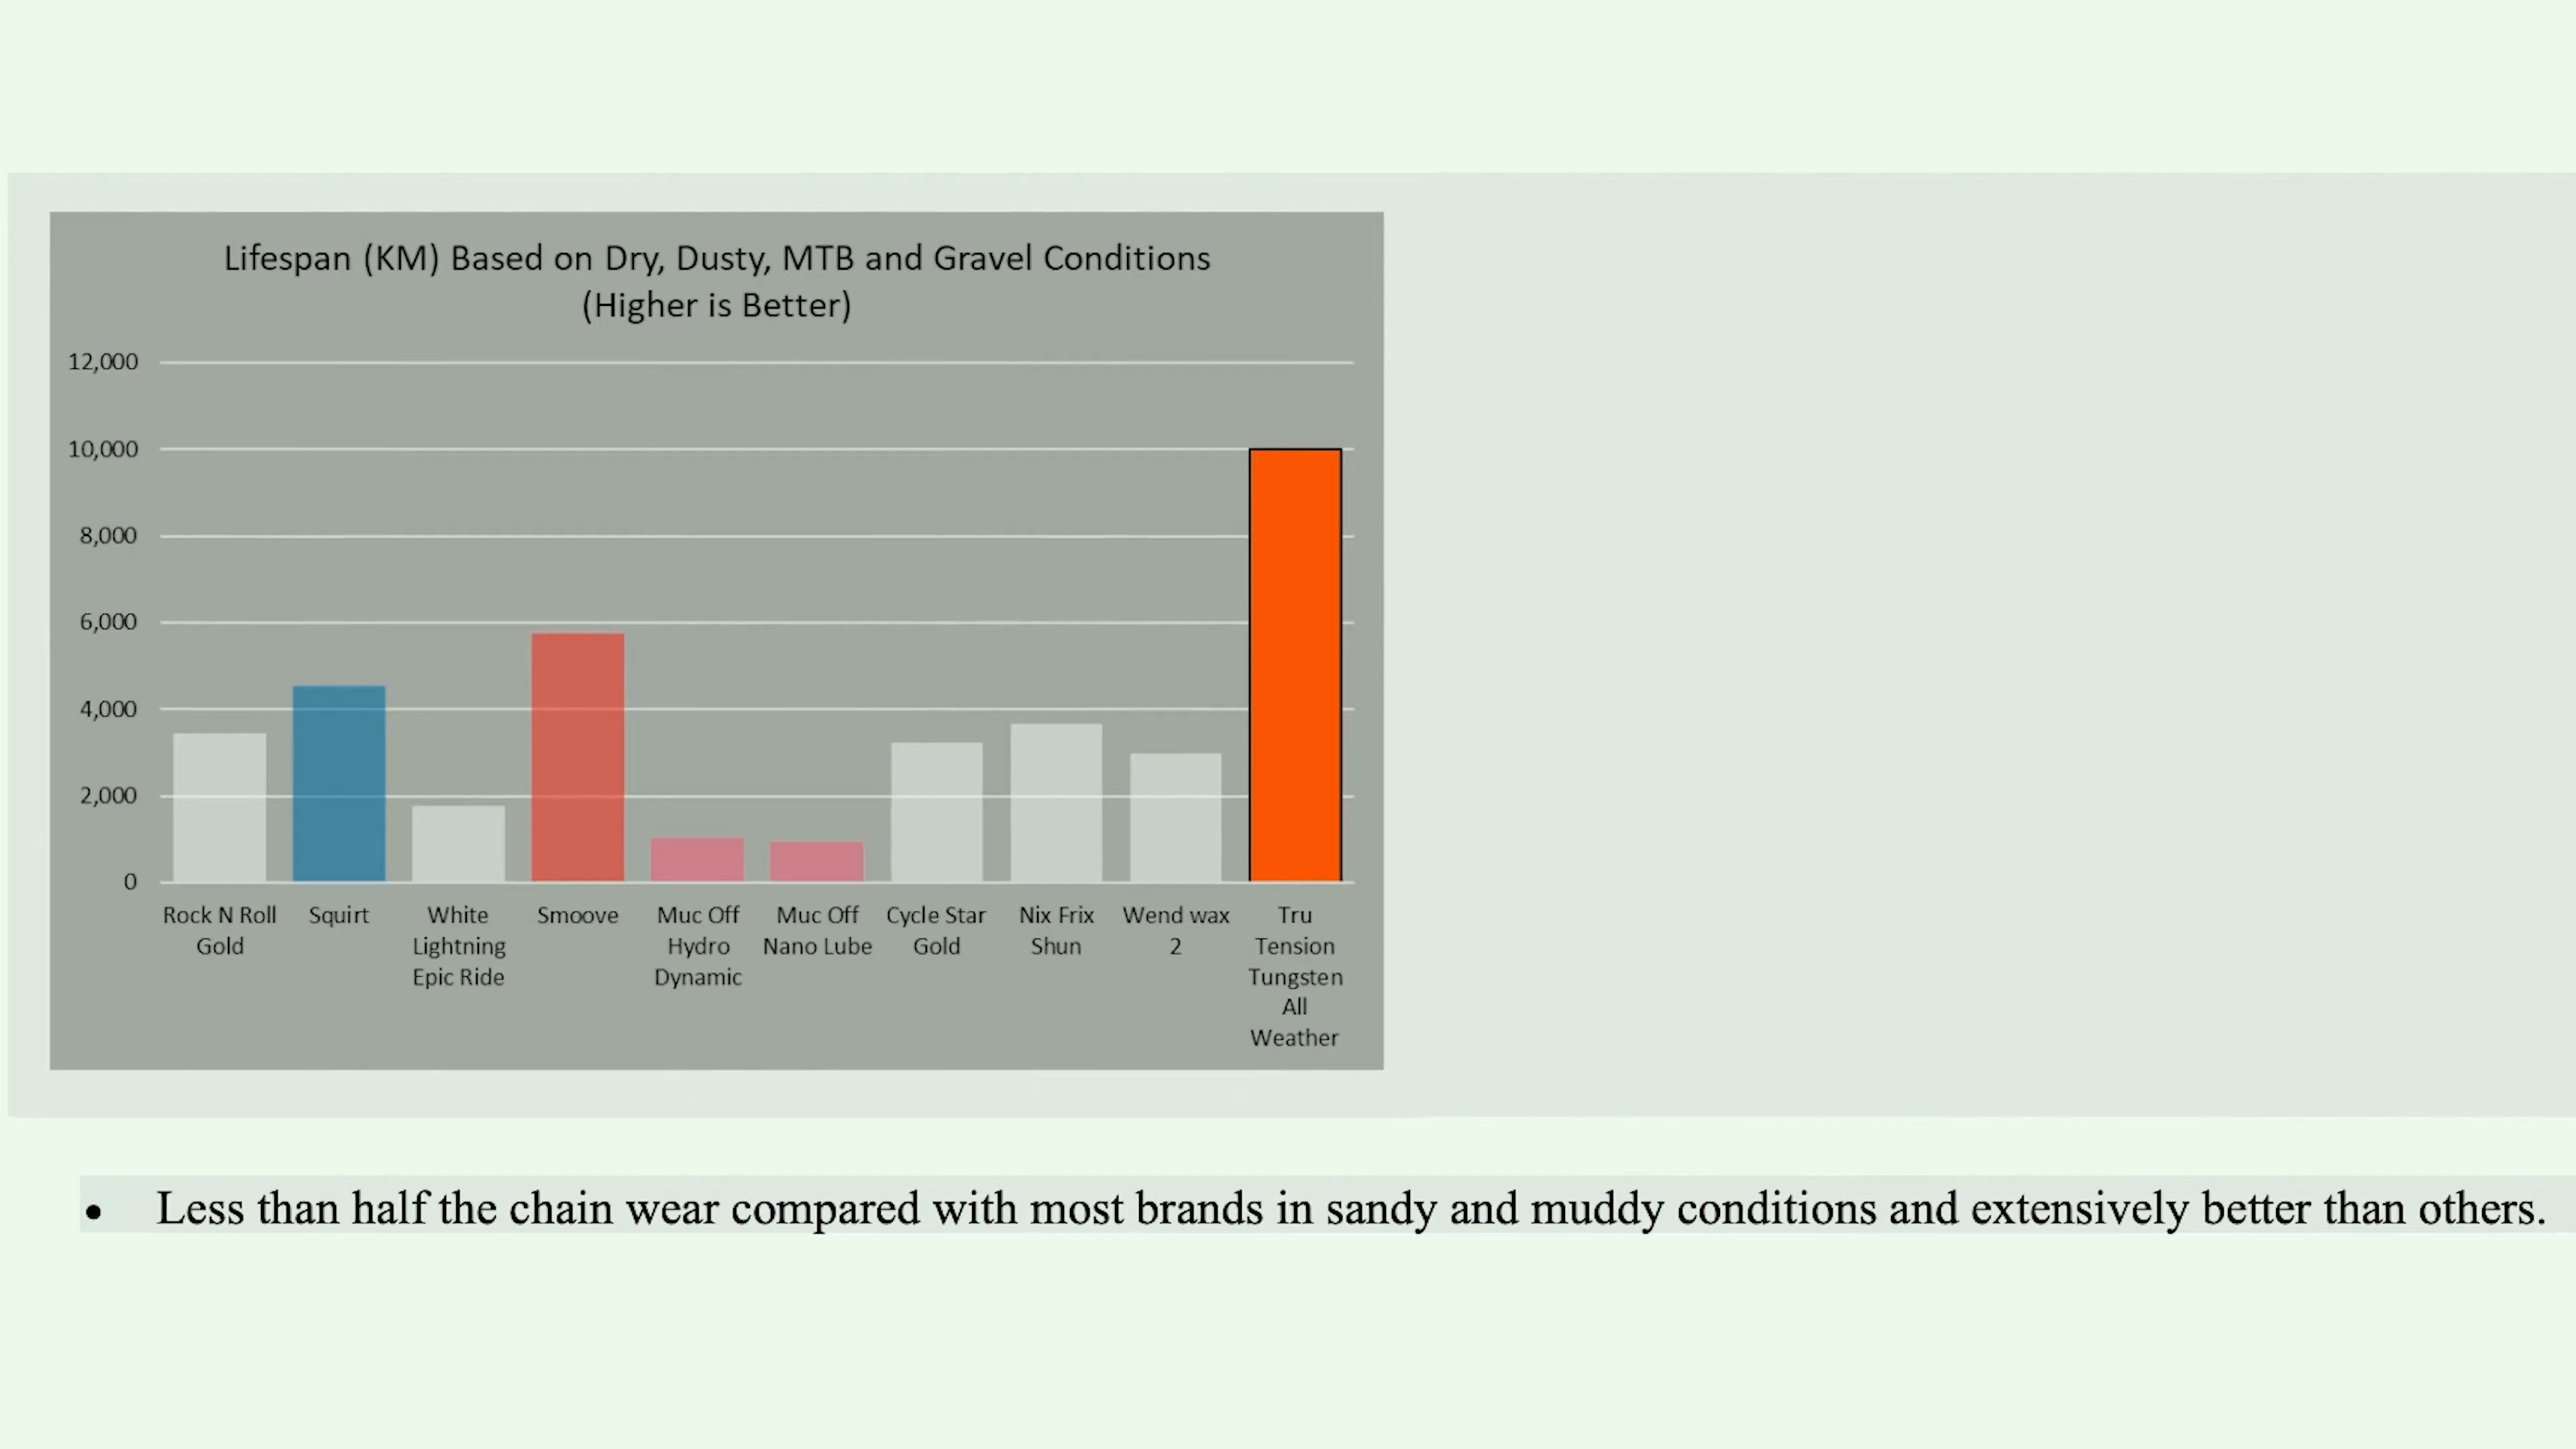 Lifespan (KM) Based on Dry, Dusty, MTB and Gravel Conditions
(Higher is Better)
12,000
10,000
8,000
6,000
4,000
2,000
0
Rock N Roll
Gold
Squirt
White
Lightning
Epic Ride
Smoove
Muc Off
Hydro
Dynamic
Muc Off
Nano Lube
Cycle Star
Gold
Nix Frix
Shun
Wend wax
2
Tru
Tension
Tungsten
All
Weather
• Less than half the chain wear compared with most brands in sandy and muddy conditions and extensively better than others.